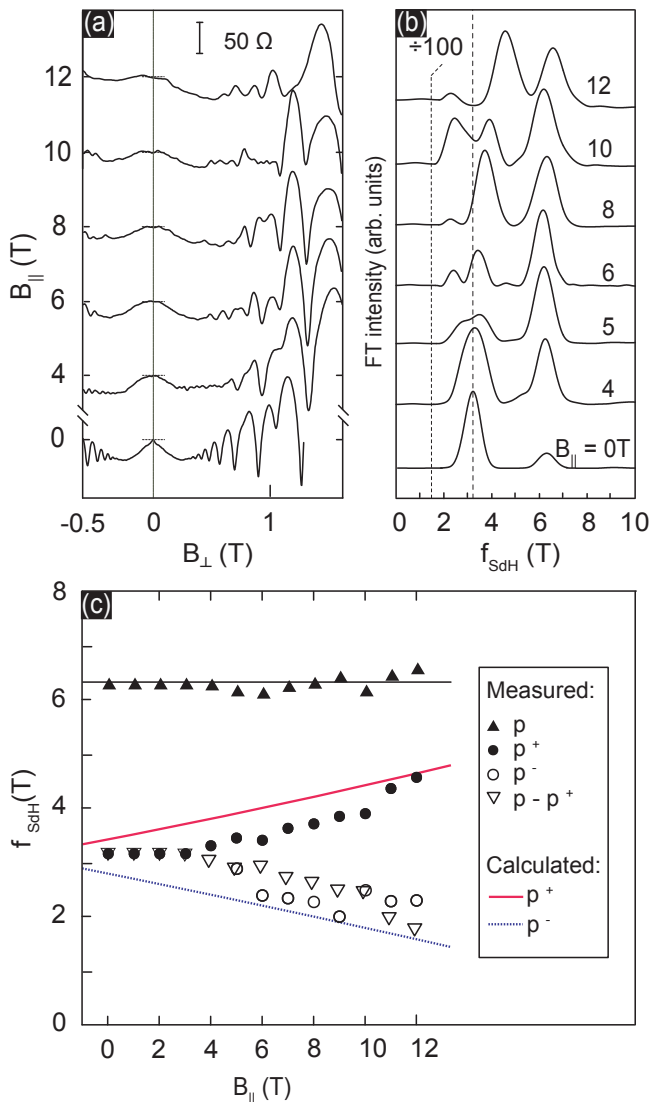 (a)
50 Ω
12
10
8
6
4
0
B|| (T)
-0.5
0
1
B⊥ (T)
(b)
÷100
12
10
8
6
5
4
B|| = 0T
FT intensity (arb. units)
0
2
4
6
8
10
f SdH (T)
(c)
8
6
4
2
0
f SdH (T)
0
2
4
6
8
10
12
B|| (T)
Measured:
p
p +
p -
p - p +
Calculated:
p +
p -